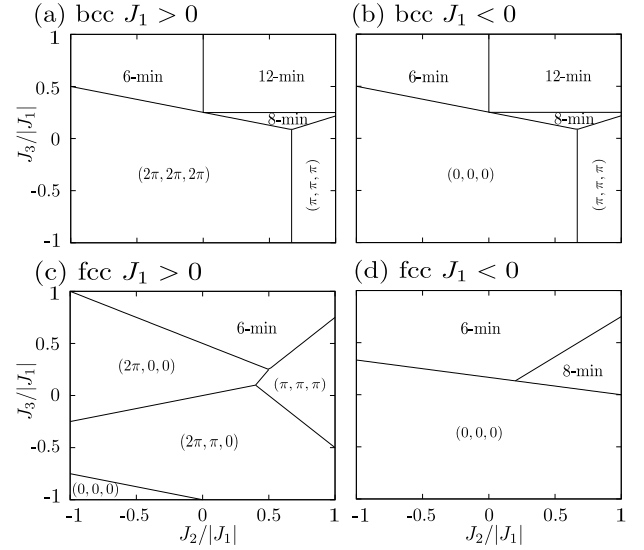 (a) bcc J₁ > 0
(b) bcc J₁ < 0
J₃/|J₁|
1
0.5
0
-0.5
-1
6-min
12-min
8-min
(2π, 2π, 2π)
(π, π, π)
6-min
12-min
8-min
(0, 0, 0)
(π, π, π)
(c) fcc J₁ > 0
(d) fcc J₁ < 0
J₃/|J₁|
1
0.5
0
-0.5
-1
6-min
(2π, 0, 0)
(π, π, π)
(2π, π, 0)
(0, 0, 0)
6-min
8-min
(0, 0, 0)
-1 -0.5 0 0.5 1
-1 -0.5 0 0.5 1
J₂/|J₁|
J₂/|J₁|